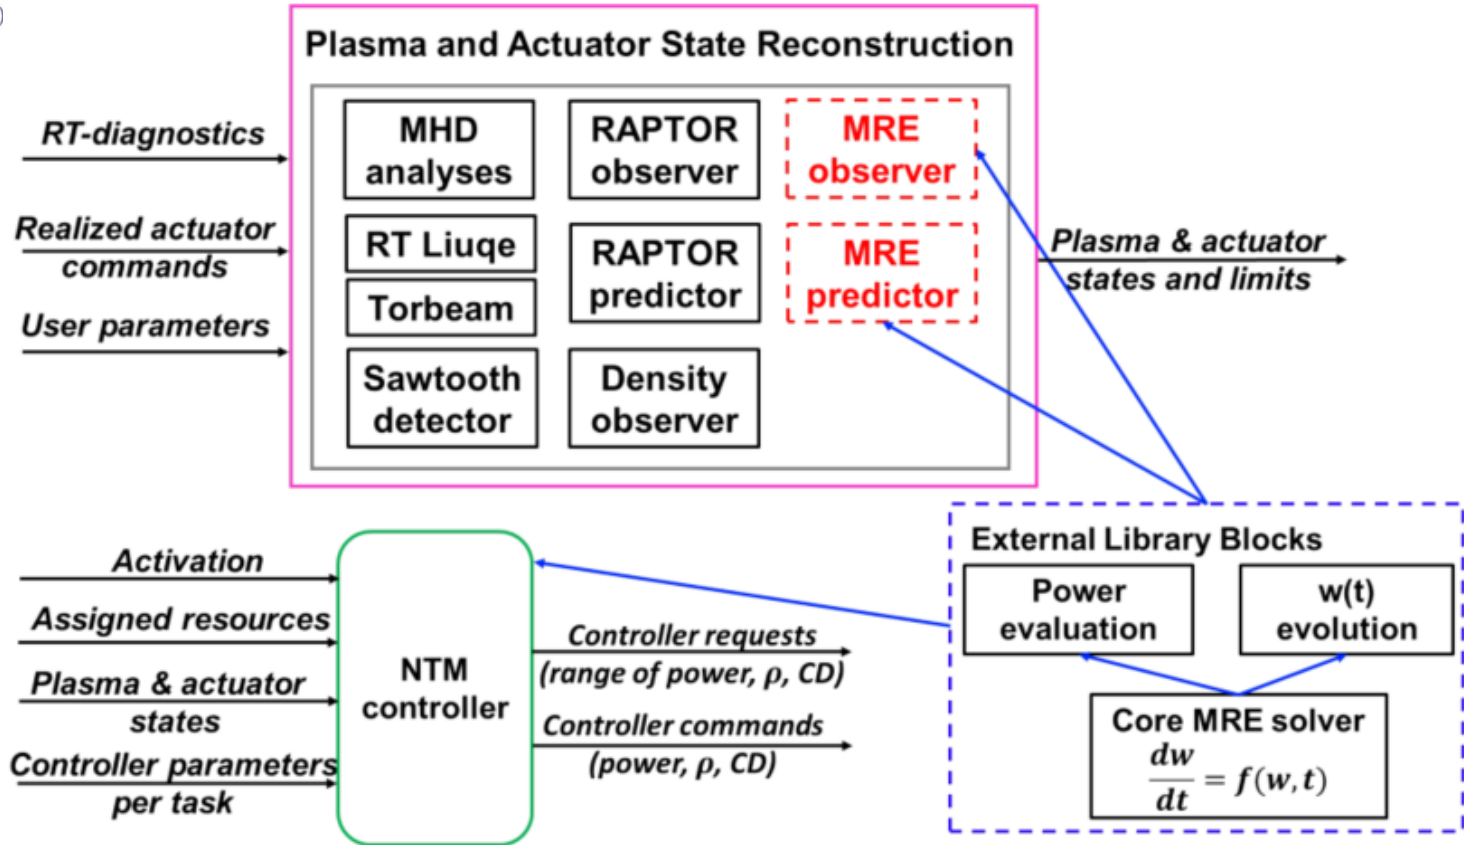 )
Plasma and Actuator State Reconstruction
RT-diagnostics
Realized actuator
commands
User parameters
MHD
analyses
RT Liuqe
Torbeam
Sawtooth
detector
RAPTOR
observer
RAPTOR
predictor
Density
observer
MRE
observer
MRE
predictor
Plasma & actuator
states and limits
Activation
Assigned resources
Plasma & actuator
states
Controller parameters
per task
NTM
controller
Controller requests
(range of power, ρ, CD)
Controller commands
(power, ρ, CD)
External Library Blocks
Power
evaluation
w(t)
evolution
Core MRE solver
dw/dt = f(w, t)